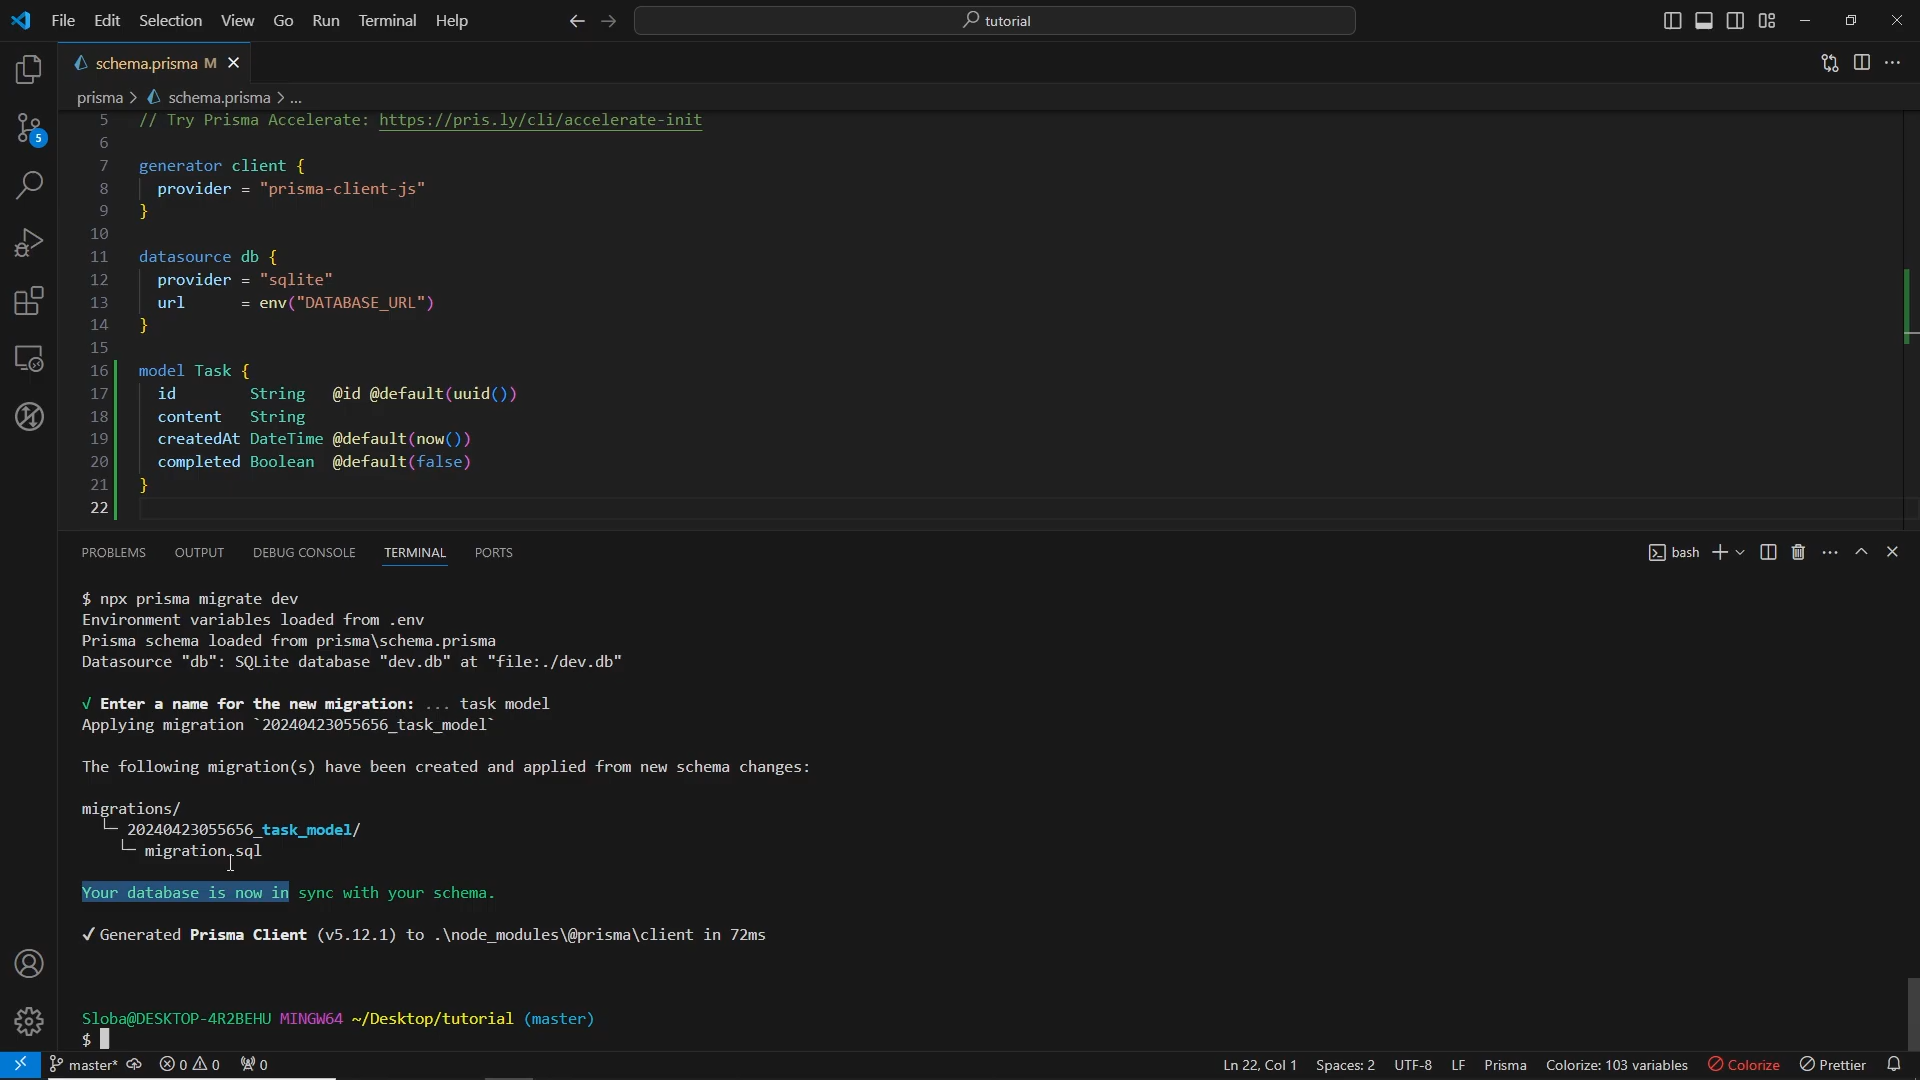 File Edit Selection View Go Run Terminal Help
tutorial
schema.prisma M
prisma > schema.prisma > ...
5 // Try Prisma Accelerate: https://pris.ly/cli/accelerate-init
6
7 generator client {
8 provider = "prisma-client-js"
9 }
10
11 datasource db {
12 provider = "sqlite"
13 url = env("DATABASE_URL")
14 }
15
16 model Task {
17 id String @id @default(uuid())
18 content String
19 createdAt DateTime @default(now())
20 completed Boolean @default(false)
21 }
22
5
PROBLEMS OUTPUT DEBUG CONSOLE TERMINAL PORTS
bash
$ npx prisma migrate dev
Environment variables loaded from .env
Prisma schema loaded from prisma\schema.prisma
Datasource "db": SQLite database "dev.db" at "file:./dev.db"
√ Enter a name for the new migration: ... task model
Applying migration `20240423055656_task_model`
The following migration(s) have been created and applied from new schema changes:
migrations/
└─ 20240423055656_task_model/
└─ migration.sql
Your database is now in sync with your schema.
✔ Generated Prisma Client (v5.12.1) to .\node_modules\@prisma\client in 72ms
Sloba@DESKTOP-4R2BEHU MINGW64 ~/Desktop/tutorial (master)
$
master* 0 0 0 Ln 22, Col 1 Spaces: 2 UTF-8 LF Prisma Colorize: 103 variables Colorize Prettier